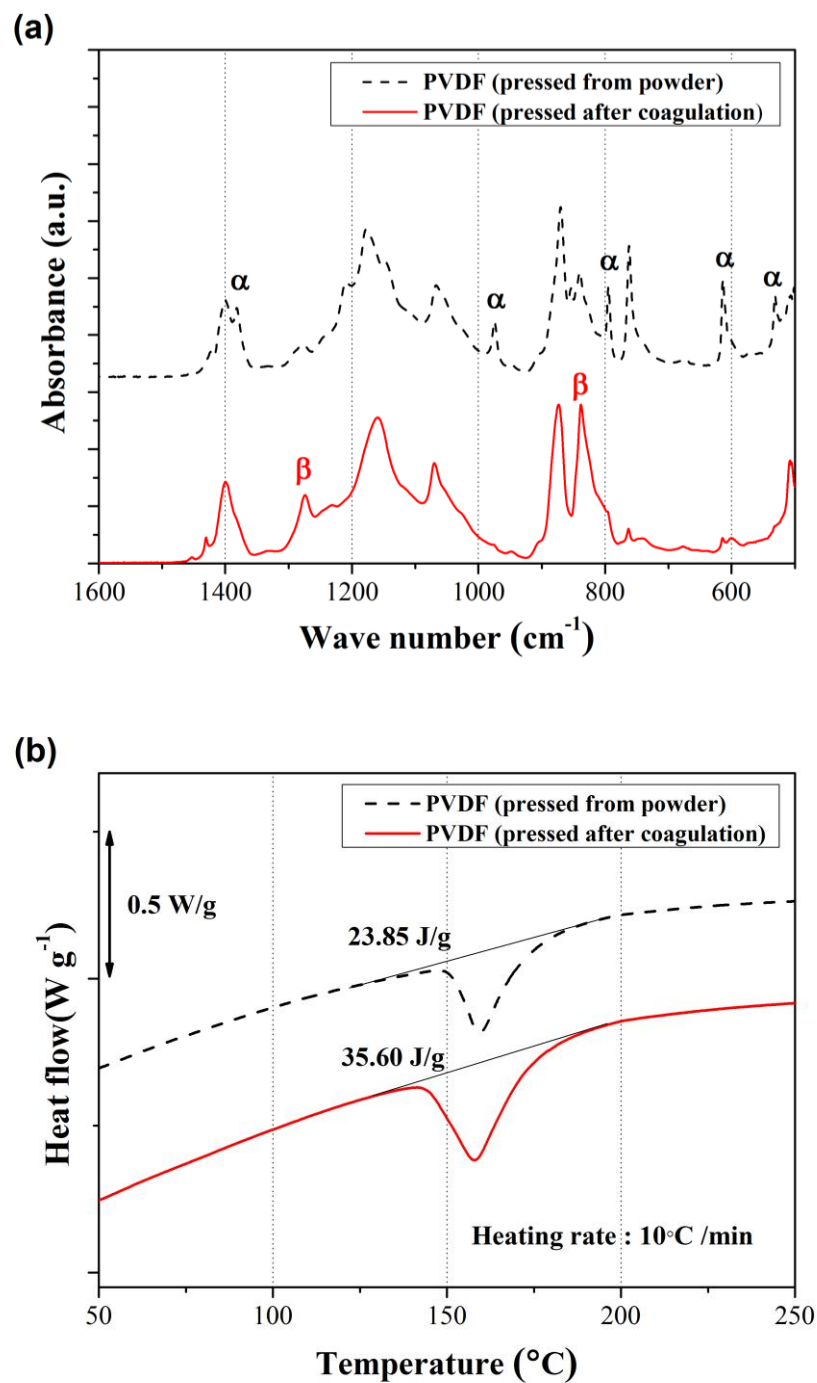 (a)
PVDF (pressed from powder)
PVDF (pressed after coagulation)
Absorbance (a.u.)
α
α
α
α
α
β
β
1600
1400
1200
1000
800
600
Wave number (cm⁻¹)
(b)
PVDF (pressed from powder)
PVDF (pressed after coagulation)
0.5 W/g
23.85 J/g
35.60 J/g
Heat flow(W g⁻¹)
Heating rate : 10°C /min
50
100
150
200
250
Temperature (°C)